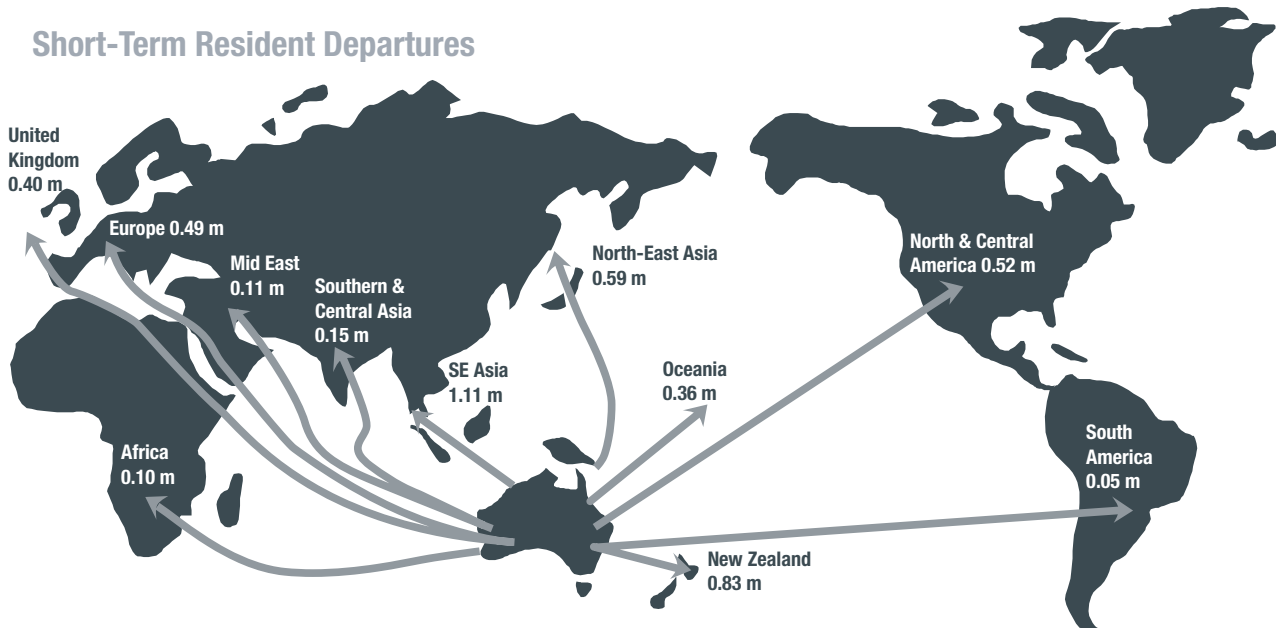 Short-Term Resident Departures
United
Kingdom
0.40 m
Europe 0.49 m
Mid East
0.11 m
Southern &
Central Asia
0.15 m
North-East Asia
0.59 m
North & Central
America 0.52 m
SE Asia
1.11 m
Oceania
0.36 m
Africa
0.10 m
South
America
0.05 m
New Zealand
0.83 m